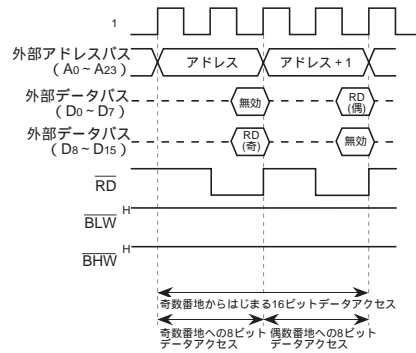 1
外部アドレスバス
（A0～A23）
アドレス
アドレス+1
外部データバス
（D0～D7）
無効
RD
(偶)
外部データバス
（D8～D15）
RD
(奇)
無効
RD
H
BLW
H
BHW
奇数番地からはじまる16ビットデータアクセス
奇数番地への8ビット
データアクセス
偶数番地への8ビット
データアクセス